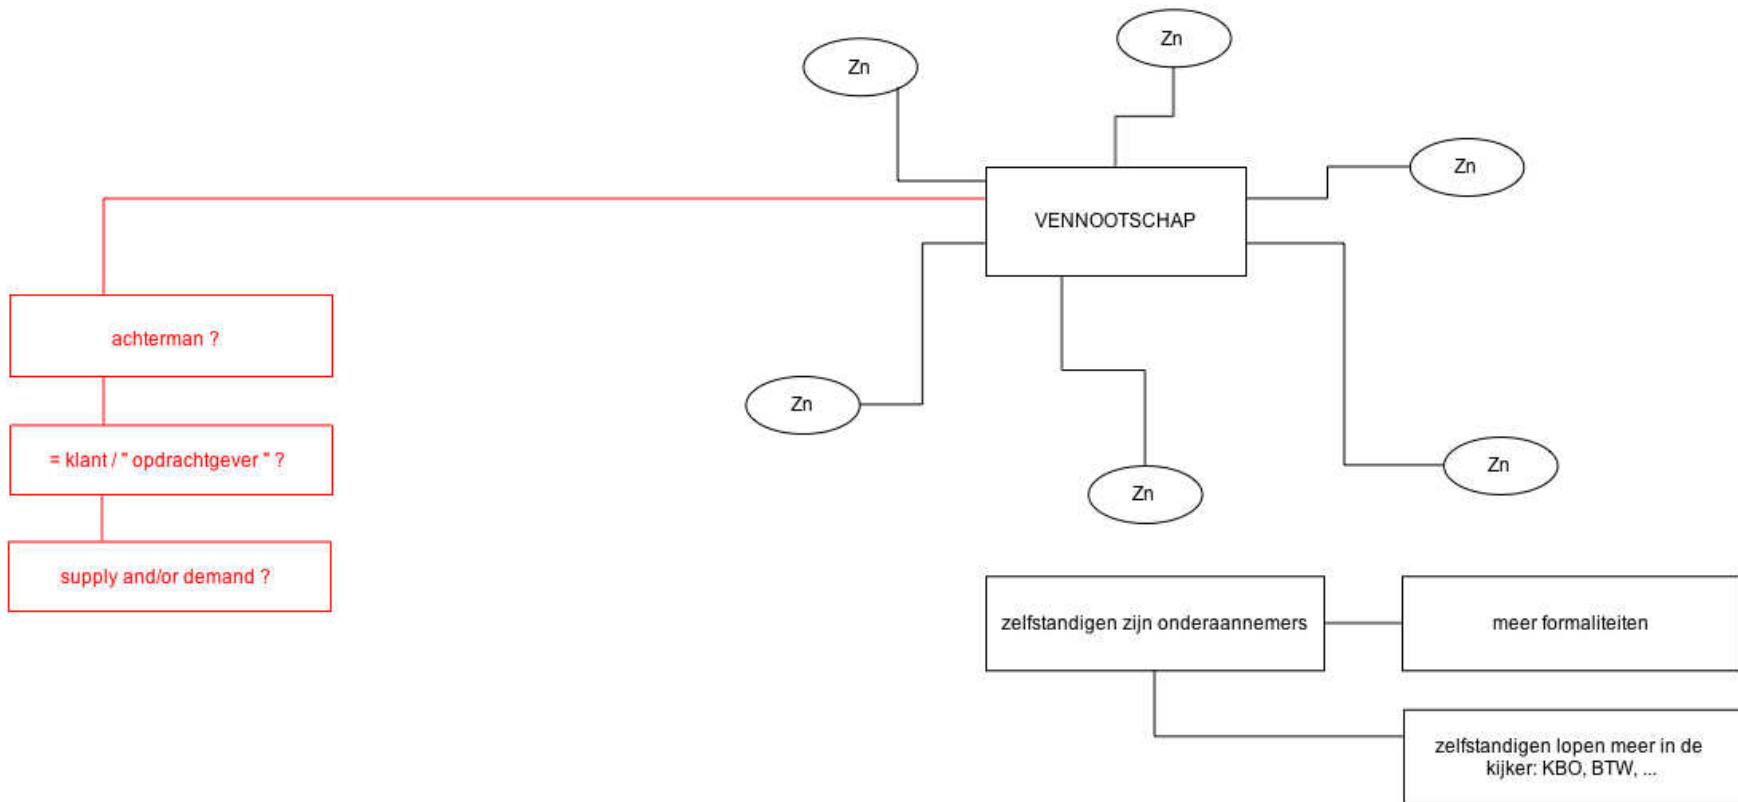 Zn
Zn
Zn
VENNOOTSCHAP
achterman ?
Zn
= klant / " opdrachtgever " ?
Zn
Zn
supply and/or demand ?
zelfstandigen zijn onderaannemers
meer formaliteiten
zelfstandigen lopen meer in de
kijker: KBO, BTW, ...